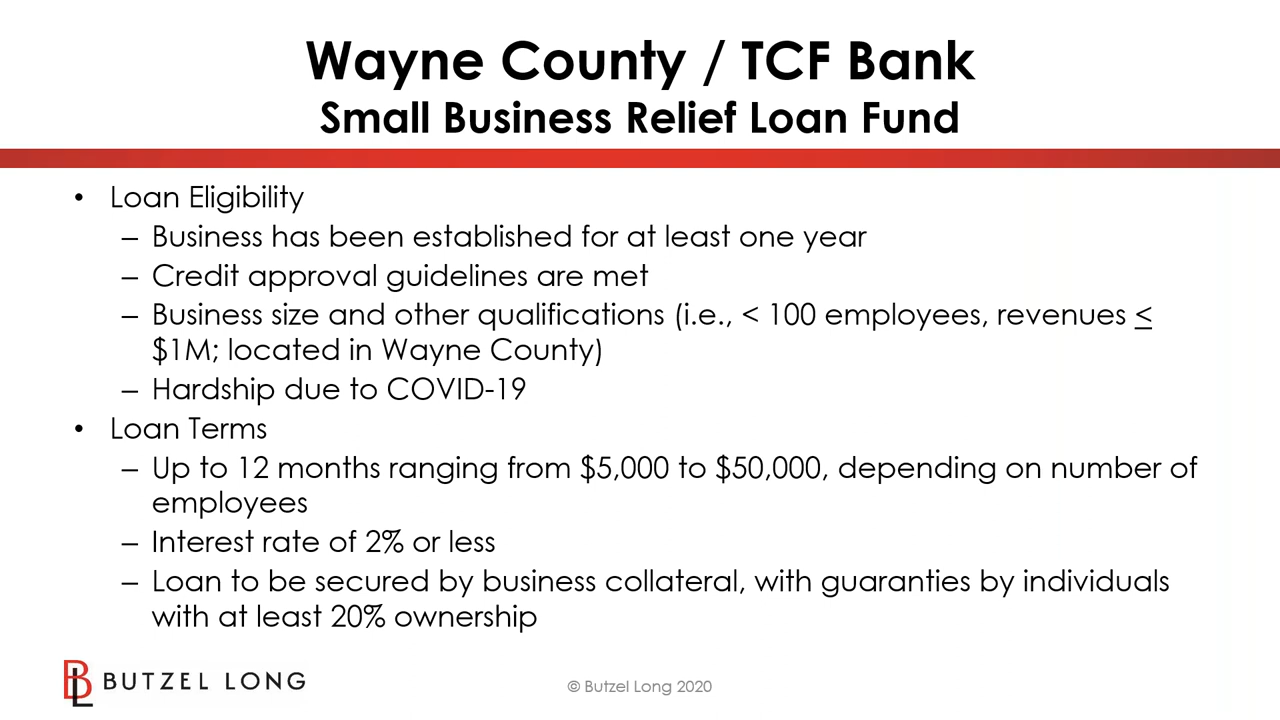 Wayne County / TCF Bank
Small Business Relief Loan Fund
• Loan Eligibility
– Business has been established for at least one year
– Credit approval guidelines are met
– Business size and other qualifications (i.e., < 100 employees, revenues ≤
$1M; located in Wayne County)
– Hardship due to COVID-19
• Loan Terms
– Up to 12 months ranging from $5,000 to $50,000, depending on number of
employees
– Interest rate of 2% or less
– Loan to be secured by business collateral, with guaranties by individuals
with at least 20% ownership
BL BUTZEL LONG
© Butzel Long 2020